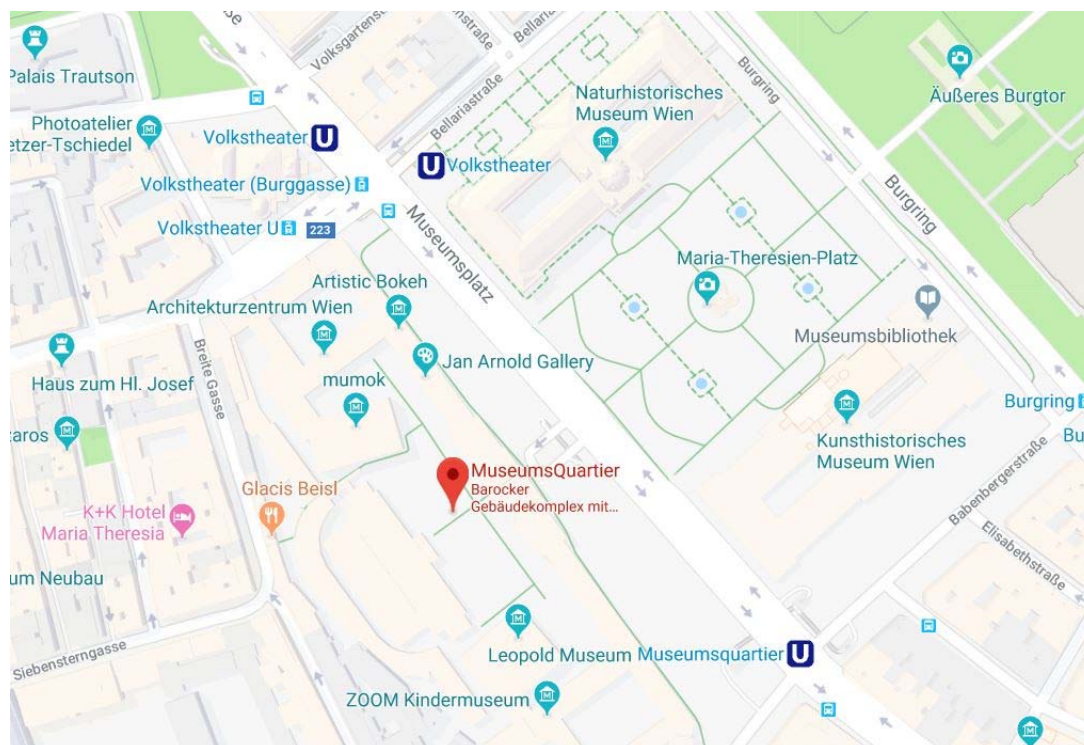 Palais Trautson
Volksgartenstraße
Bellariastraße
Burgring
Äußeres Burgtor
Naturhistorisches
Museum Wien
Photoatelier
etzer-Tschiedel
Volkstheater
Bellariastraße
Volkstheater
Volkstheater (Burggasse)
Museumsplatz
Burgring
Volkstheater U
223
Maria-Theresien-Platz
Artistic Bokeh
Architekturzentrum Wien
Museumsbibliothek
Breite Gasse
Jan Arnold Gallery
Haus zum Hl. Josef
mumok
Burgring
Bu
zaros
Kunsthistorisches
Museum Wien
MuseumsQuartier
Barocker
Gebäudekomplex mit...
Glacis Beisl
Babenbergerstraße
K+K Hotel
Maria Theresia
Elisabethstraße
um Neubau
Siebensterngasse
Leopold Museum
Museumsquartier
ZOOM Kindermuseum